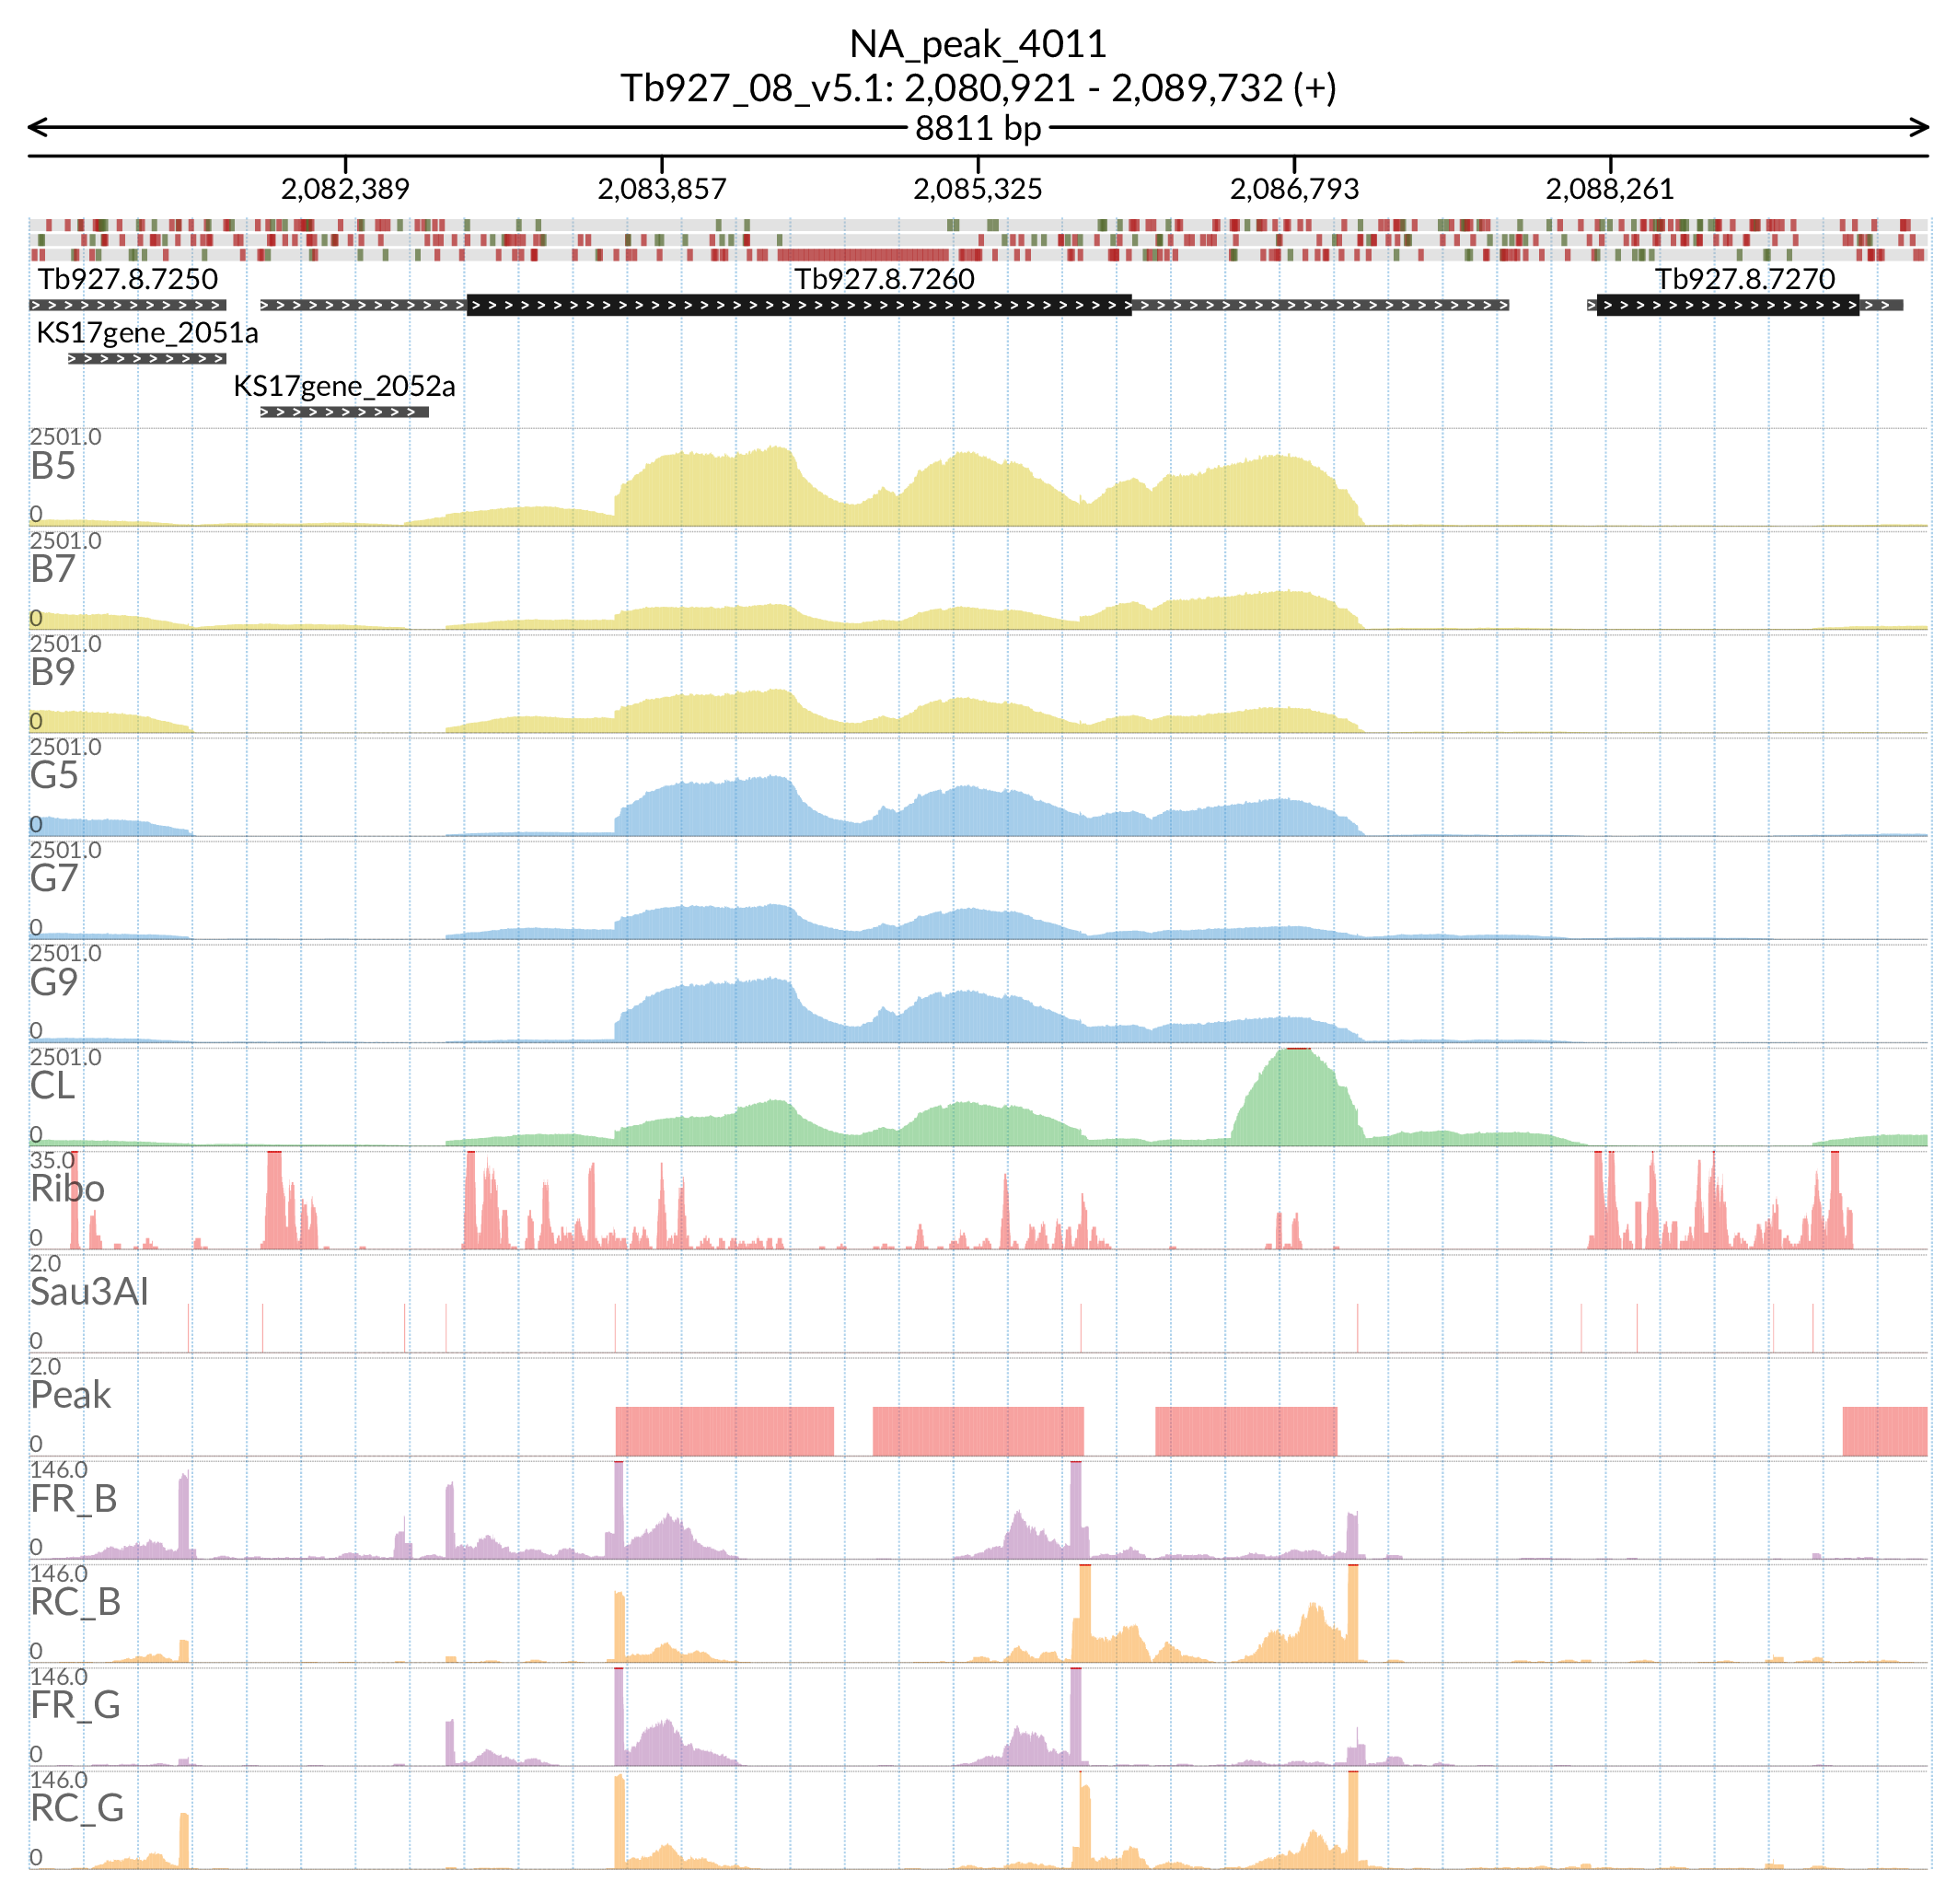 NA_peak_4011
Tb927_08_v5.1: 2,080,921 - 2,089,732 (+)
8811 bp
2,082,389 2,083,857 2,085,325 2,086,793 2,088,261
Tb927.8.7250 Tb927.8.7260 Tb927.8.7270
KS17gene_2051a
KS17gene_2052a
2501.0
B5
0
2501.0
B7
0
2501.0
B9
0
2501.0
G5
0
2501.0
G7
0
2501.0
G9
0
2501.0
CL
0
35.0
Ribo
0
2.0
Sau3AI
0
2.0
Peak
0
146.0
FR_B
0
146.0
RC_B
0
146.0
FR_G
0
146.0
RC_G
0